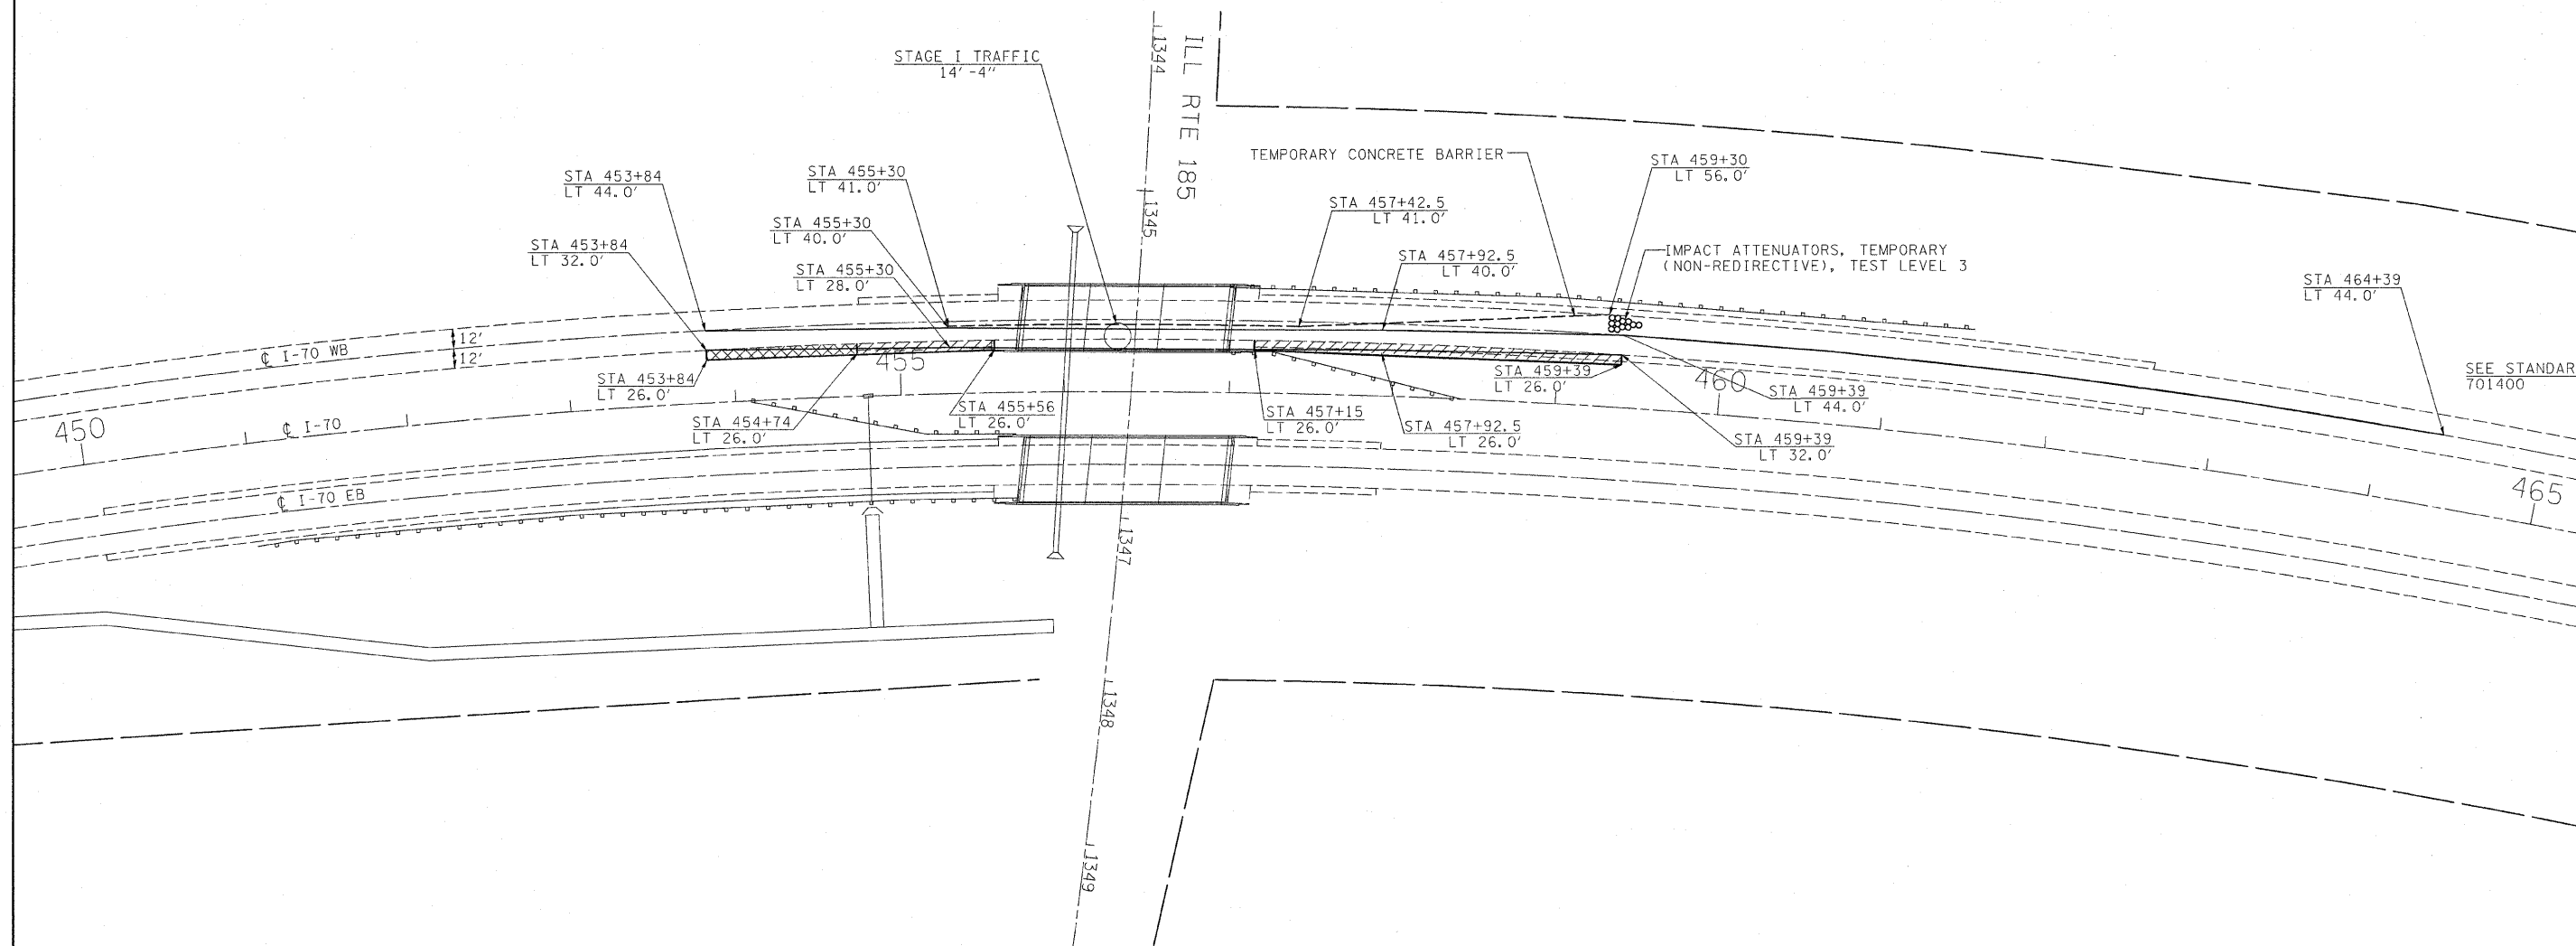 STAGE I TRAFFIC
14'-4"
1344
ILL RTE 185
TEMPORARY CONCRETE BARRIER
STA 459+30
LT 56.0'
STA 453+84
LT 44.0'
STA 455+30
LT 41.0'
STA 457+42.5
LT 41.0'
1345
STA 455+30
LT 40.0'
STA 453+84
LT 32.0'
STA 457+92.5
LT 40.0'
IMPACT ATTENUATORS, TEMPORARY
(NON-REDIRECTIVE), TEST LEVEL 3
STA 455+30
LT 28.0'
STA 464+39
LT 44.0'
12'
℄ I-70 WB
12'
455
STA 453+84
LT 26.0'
STA 459+39
LT 26.0'
460
STA 459+39
LT 44.0'
SEE STANDAR
701400
STA 454+74
LT 26.0'
STA 455+56
LT 26.0'
STA 457+15
LT 26.0'
STA 457+92.5
LT 26.0'
STA 459+39
LT 32.0'
450
℄ I-70
465
℄ I-70 EB
1347
1348
1349